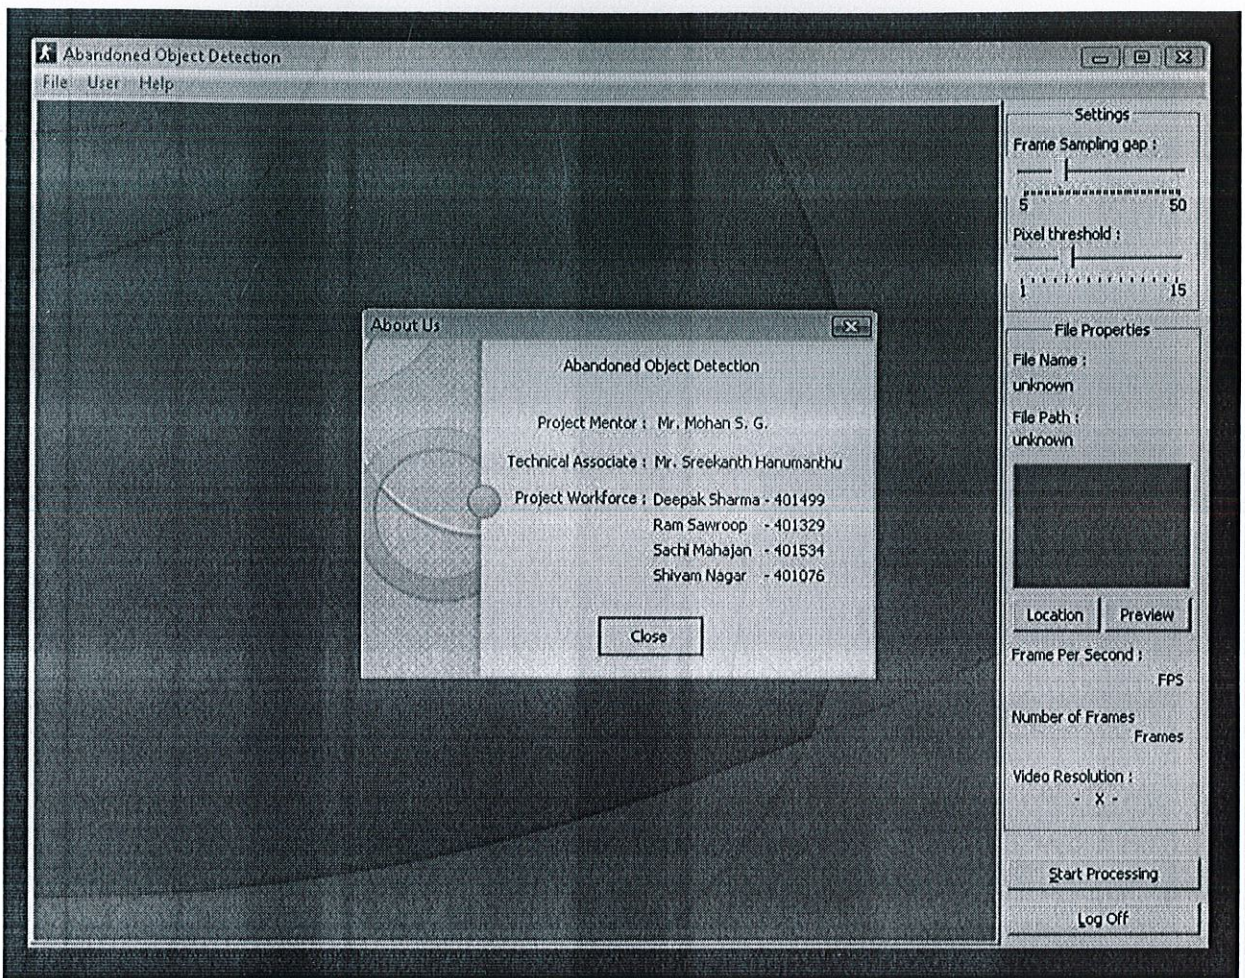 Abandoned Object Detection
File User Help
Settings
Frame Sampling gap :
5 50
Pixel threshold :
1 15
File Properties
File Name :
unknown
File Path :
unknown
Location Preview
Frame Per Second :
FPS
Number of Frames
Frames
Video Resolution :
- X -
Start Processing
Log Off
About Us
Abandoned Object Detection
Project Mentor : Mr. Mohan S. G.
Technical Associate : Mr. Sreekanth Hanumanthu
Project Workforce : Deepak Sharma - 401499
Ram Sawroop - 401329
Sachi Mahajan - 401534
Shivam Nagar - 401076
Close